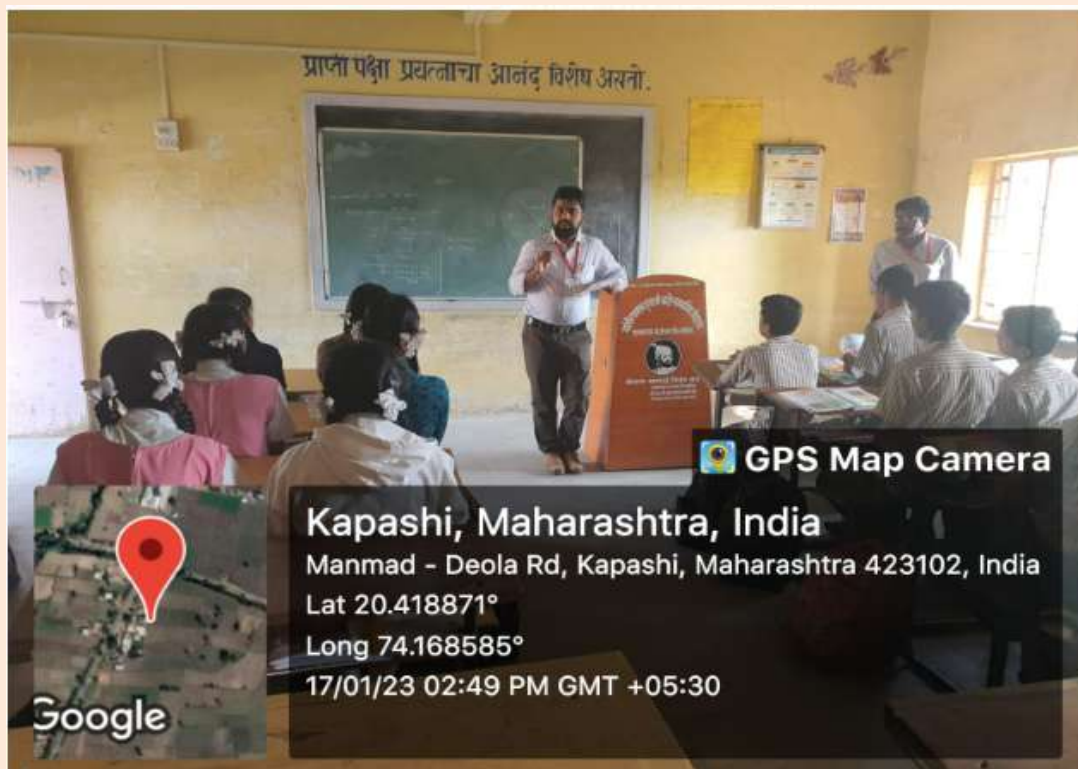 प्राप्ती पेक्षा प्रयत्नाचा आनंद विशेष असतो.
GPS Map Camera
Kapashi, Maharashtra, India
Manmad - Deola Rd, Kapashi, Maharashtra 423102, India
Lat 20.418871°
Long 74.168585°
17/01/23 02:49 PM GMT +05:30
Google